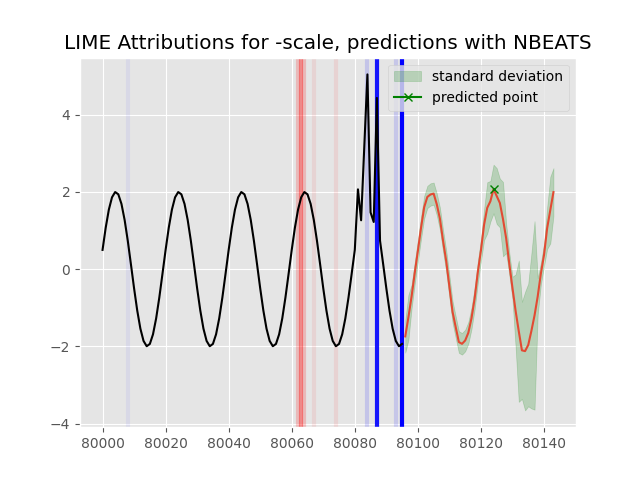 LIME Attributions for -scale, predictions with NBEATS
standard deviation
predicted point
4
2
0
−2
−4
80000 80020 80040 80060 80080 80100 80120 80140